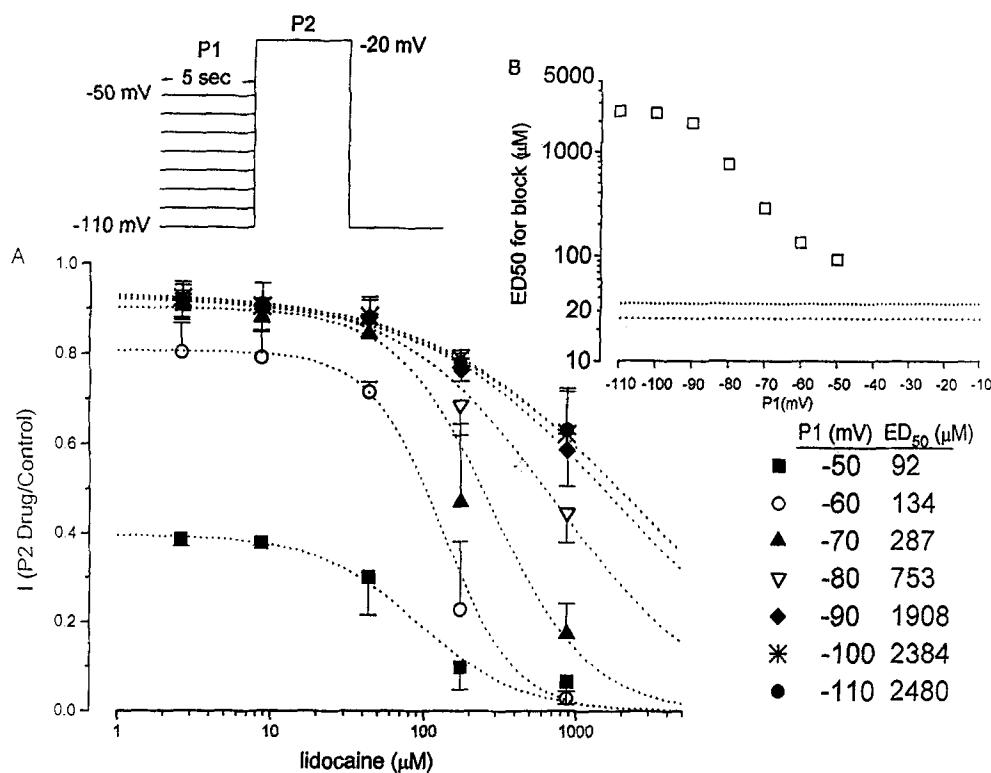 P1
P2
-20 mV
5 sec
-50 mV
-110 mV
B
ED50 for block (µM)
5000
1000
100
20
10
-110 -100 -90 -80 -70 -60 -50 -40 -30 -20 -10
P1(mV)
A
I (P2 Drug/Control)
1.0
0.8
0.6
0.4
0.2
0.0
1 10 100 1000
lidocaine (µM)
P1 (mV) ED50 (µM)
-50 92
-60 134
-70 287
-80 753
-90 1908
-100 2384
-110 2480